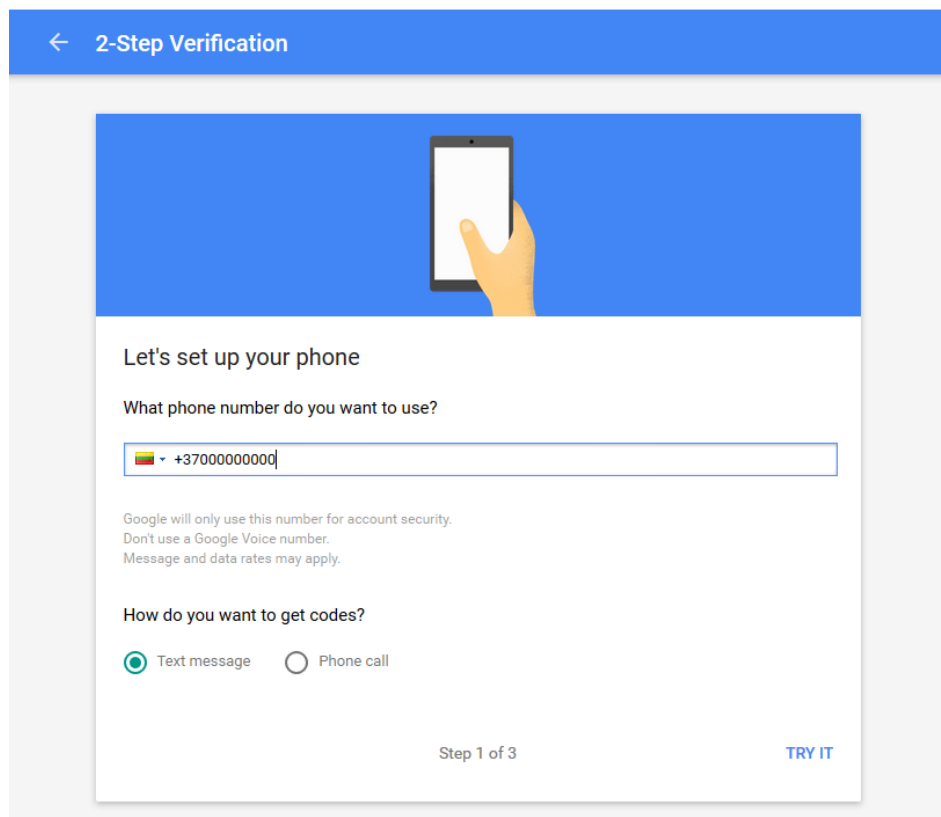 2-Step Verification
Let's set up your phone
What phone number do you want to use?
+37000000000
Google will only use this number for account security.
Don't use a Google Voice number.
Message and data rates may apply.
How do you want to get codes?
Text message Phone call
Step 1 of 3 TRY IT